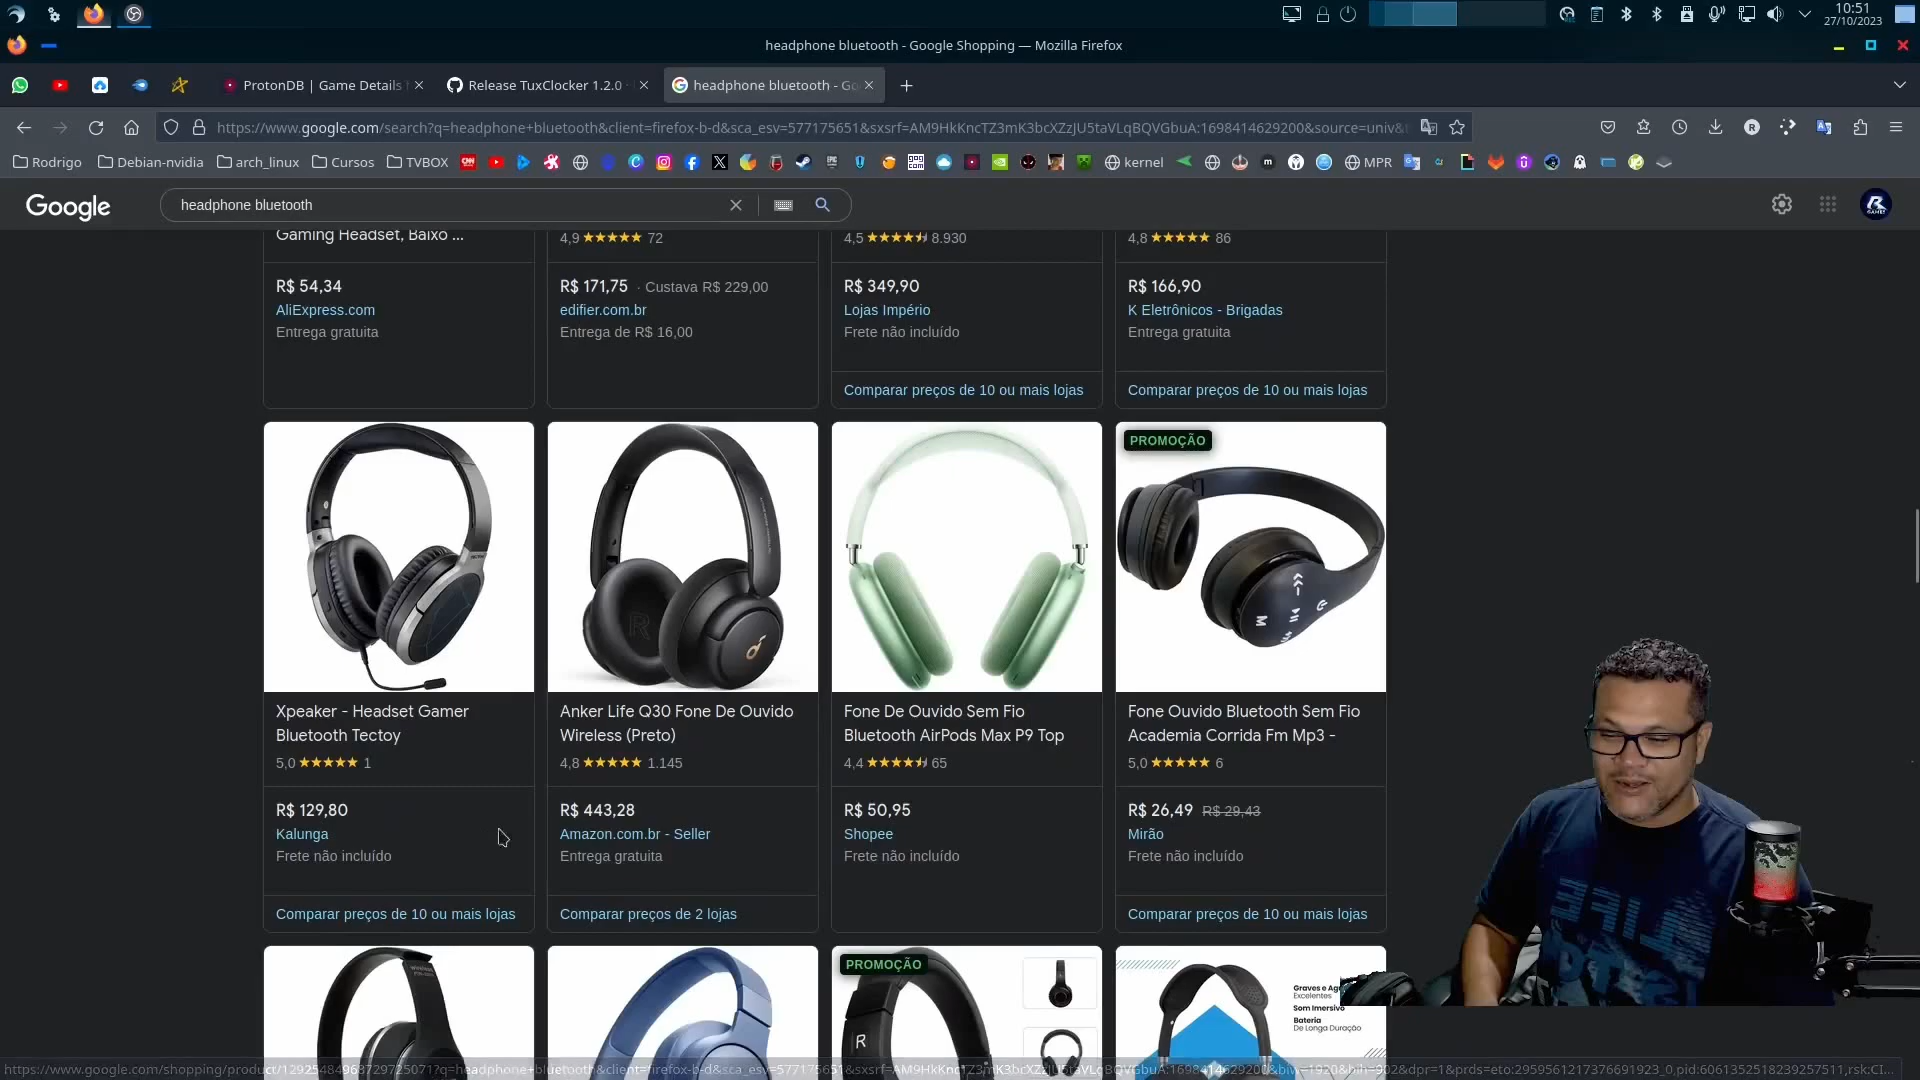 10:51
27/10/2023
headphone bluetooth - Google Shopping — Mozilla Firefox
ProtonDB | Game Details
Release TuxClocker 1.2.0
headphone bluetooth - Go
https://www.google.com/search?q=headphone+bluetooth&client=firefox-b-d&sca_esv=577175651&sxsrf=AM9HkKncTZ3mK3bcXZzJU5taVLqBQVGbuA:1698414629200&source=univ&t
Rodrigo
Debian-nvidia
arch_linux
Cursos
TVBOX
kernel
MPR
Google
headphone bluetooth
Gaming Headset, Baixo ...
4,9 72
4,5 8.930
4,8 86
R$ 54,34
AliExpress.com
Entrega gratuita
R$ 171,75 · Custava R$ 229,00
edifier.com.br
Entrega de R$ 16,00
R$ 349,90
Lojas Império
Frete não incluído
Comparar preços de 10 ou mais lojas
R$ 166,90
K Eletrônicos - Brigadas
Entrega gratuita
Comparar preços de 10 ou mais lojas
PROMOÇÃO
Xpeaker - Headset Gamer
Bluetooth Tectoy
5,0 1
R$ 129,80
Kalunga
Frete não incluído
Comparar preços de 10 ou mais lojas
Anker Life Q30 Fone De Ouvido
Wireless (Preto)
4,8 1.145
R$ 443,28
Amazon.com.br - Seller
Entrega gratuita
Comparar preços de 2 lojas
Fone De Ouvido Sem Fio
Bluetooth AirPods Max P9 Top
4,4 65
R$ 50,95
Shopee
Frete não incluído
Fone Ouvido Bluetooth Sem Fio
Academia Corrida Fm Mp3 -
5,0 6
R$ 26,49 R$ 29,43
Mirão
Frete não incluído
Comparar preços de 10 ou mais lojas
PROMOÇÃO
R
Excelentes
Som Imersivo
Bateria
De Longa Duração